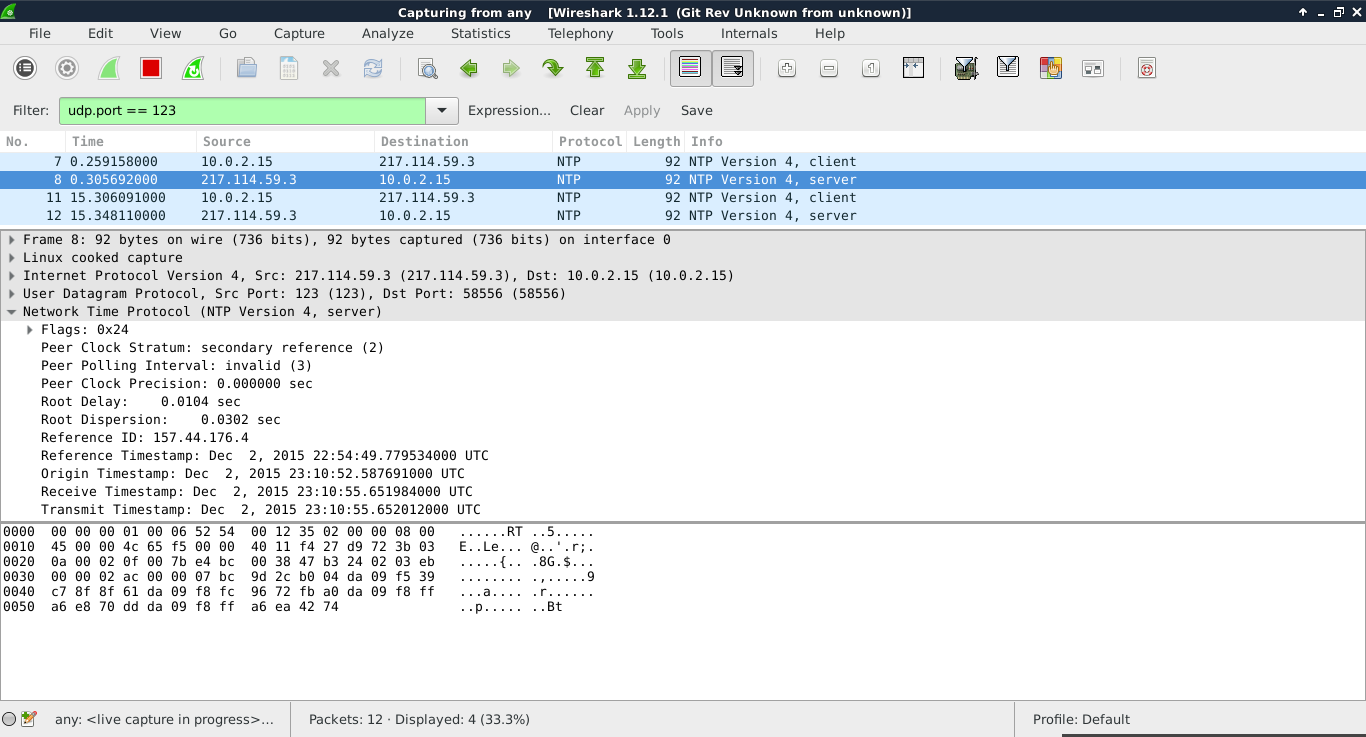 Capturing from any [Wireshark 1.12.1 (Git Rev Unknown from unknown)]
File Edit View Go Capture Analyze Statistics Telephony Tools Internals Help
Filter: udp.port == 123 Expression... Clear Apply Save
No. Time Source Destination Protocol Length Info
7 0.259158000 10.0.2.15 217.114.59.3 NTP 92 NTP Version 4, client
8 0.305692000 217.114.59.3 10.0.2.15 NTP 92 NTP Version 4, server
11 15.306091000 10.0.2.15 217.114.59.3 NTP 92 NTP Version 4, client
12 15.348110000 217.114.59.3 10.0.2.15 NTP 92 NTP Version 4, server
Frame 8: 92 bytes on wire (736 bits), 92 bytes captured (736 bits) on interface 0
Linux cooked capture
Internet Protocol Version 4, Src: 217.114.59.3 (217.114.59.3), Dst: 10.0.2.15 (10.0.2.15)
User Datagram Protocol, Src Port: 123 (123), Dst Port: 58556 (58556)
Network Time Protocol (NTP Version 4, server)
Flags: 0x24
Peer Clock Stratum: secondary reference (2)
Peer Polling Interval: invalid (3)
Peer Clock Precision: 0.000000 sec
Root Delay:    0.0104 sec
Root Dispersion:    0.0302 sec
Reference ID: 157.44.176.4
Reference Timestamp: Dec  2, 2015 22:54:49.779534000 UTC
Origin Timestamp: Dec  2, 2015 23:10:52.587691000 UTC
Receive Timestamp: Dec  2, 2015 23:10:55.651984000 UTC
Transmit Timestamp: Dec  2, 2015 23:10:55.652012000 UTC
0000  00 00 00 01 00 06 52 54  00 12 35 02 00 00 08 00   ......RT ..5.....
0010  45 00 00 4c 65 f5 00 00  40 11 f4 27 d9 72 3b 03   E..Le... @..'.r;.
0020  0a 00 02 0f 00 7b e4 bc  00 38 47 b3 24 02 03 eb   .....{.. .8G.$...
0030  00 00 02 ac 00 00 07 bc  9d 2c b0 04 da 09 f5 39   ........ .,.....9
0040  c7 8f 8f 61 da 09 f8 fc  96 72 fb a0 da 09 f8 ff   ...a.... .r......
0050  a6 e8 70 dd da 09 f8 ff  a6 ea 42 74   ..p..... ..Bt
any: <live capture in progress>... Packets: 12 · Displayed: 4 (33.3%) Profile: Default